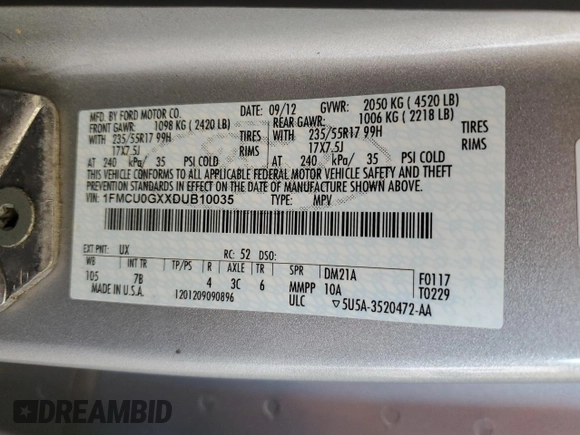 MFD. BY FORD MOTOR CO.
DATE: 09/12 GVWR: 2050 KG ( 4520 LB)
FRONT GAWR: 1098 KG ( 2420 LB) REAR GAWR: 1006 KG ( 2218 LB)
WITH 235/55R17 99H TIRES WITH 235/55R17 99H TIRES
17X7.5J RIMS 17X7.5J RIMS
AT 240 kPa/ 35 PSI COLD AT 240 kPa/ 35 PSI COLD
THIS VEHICLE CONFORMS TO ALL APPLICABLE FEDERAL MOTOR VEHICLE SAFETY AND THEFT
PREVENTION STANDARDS IN EFFECT ON THE DATE OF MANUFACTURE SHOWN ABOVE.
VIN: 1FMCU0GXXDUB10035 TYPE: MPV
EXT PNT: UX RC: 52 DSO:
WB INT TR TP/PS R AXLE TR SPR DM21A F0117
105 7B 4 3C 6 MMPP 10A T0229
MADE IN U.S.A. 1201209090896 ULC ▽5U5A-3520472-AA
DREAMBID